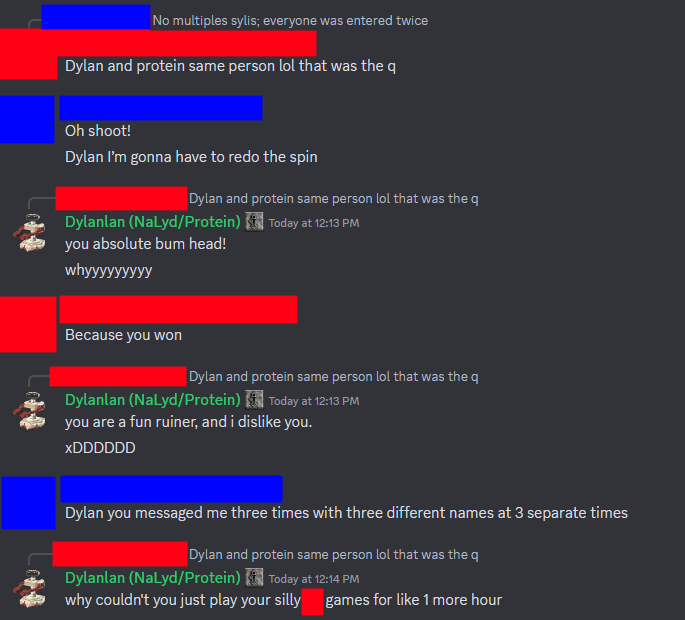 No multiples sylis; everyone was entered twice
Dylan and protein same person lol that was the q
Oh shoot!
Dylan I’m gonna have to redo the spin
Dylan and protein same person lol that was the q
Dylanlan (NaLyd/Protein) Today at 12:13 PM
you absolute bum head!
whyyyyyyyyy
Because you won
Dylan and protein same person lol that was the q
Dylanlan (NaLyd/Protein) Today at 12:13 PM
you are a fun ruiner, and i dislike you.
xDDDDDD
Dylan you messaged me three times with three different names at 3 separate times
Dylan and protein same person lol that was the q
Dylanlan (NaLyd/Protein) Today at 12:14 PM
why couldn't you just play your silly games for like 1 more hour